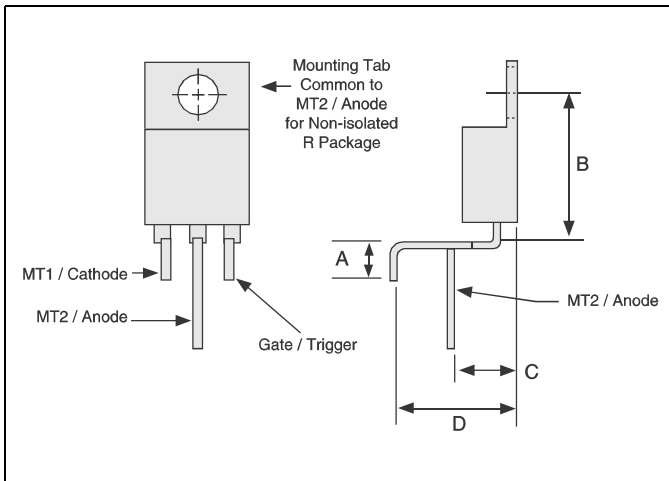 Mounting Tab
Common to
MT2 / Anode
for Non-isolated
R Package
B
A
MT1 / Cathode
MT2 / Anode
MT2 / Anode
Gate / Trigger
C
D